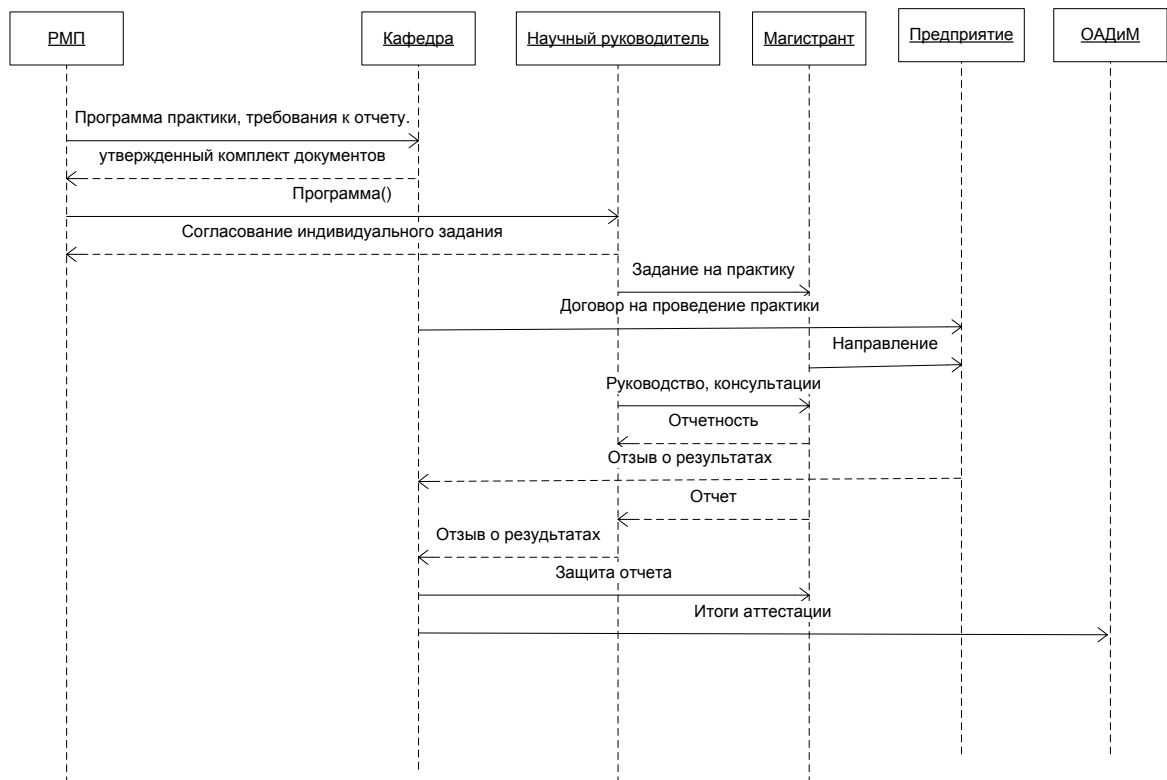 РМП
Кафедра
Научный руководитель
Магистрант
Предприятие
ОАДиМ
Программа практики, требования к отчету.
утвержденный комплект документов
Программа()
Согласование индивидуального задания
Задание на практику
Договор на проведение практики
Направление
Руководство, консультации
Отчетность
Отзыв о результатах
Отчет
Отзыв о резудьтатах
Защита отчета
Итоги аттестации